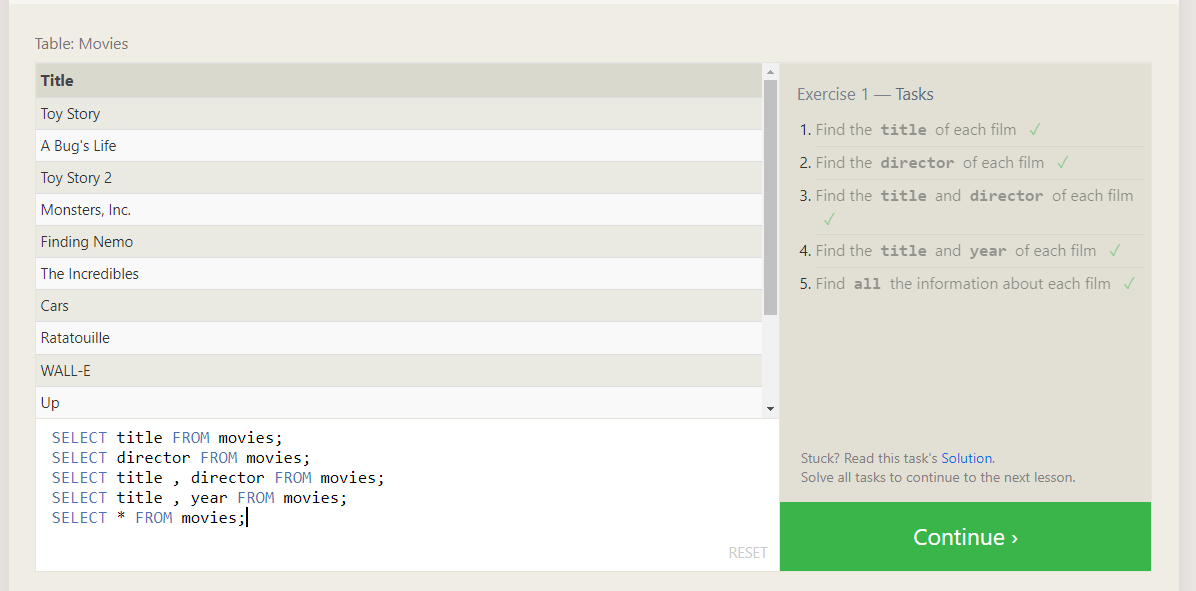 Table: Movies
Title
Toy Story
A Bug's Life
Toy Story 2
Monsters, Inc.
Finding Nemo
The Incredibles
Cars
Ratatouille
WALL-E
Up
SELECT title FROM movies;
SELECT director FROM movies;
SELECT title , director FROM movies;
SELECT title , year FROM movies;
SELECT * FROM movies;
RESET
Exercise 1 — Tasks
1. Find the title of each film ✓
2. Find the director of each film ✓
3. Find the title and director of each film
✓
4. Find the title and year of each film ✓
5. Find all the information about each film ✓
Stuck? Read this task's Solution.
Solve all tasks to continue to the next lesson.
Continue ›